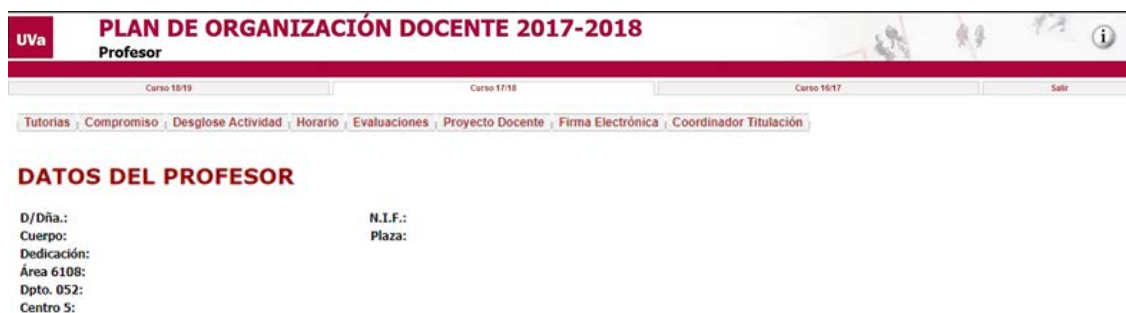 UVa
PLAN DE ORGANIZACIÓN DOCENTE 2017-2018
Profesor
i
Curso 18/19 Curso 17/18 Curso 16/17 Salir
Tutorias Compromiso Desglose Actividad Horario Evaluaciones Proyecto Docente Firma Electrónica Coordinador Titulación
DATOS DEL PROFESOR
D/Dña.: N.I.F.:
Cuerpo: Plaza:
Dedicación:
Área 6108:
Dpto. 052:
Centro 5: